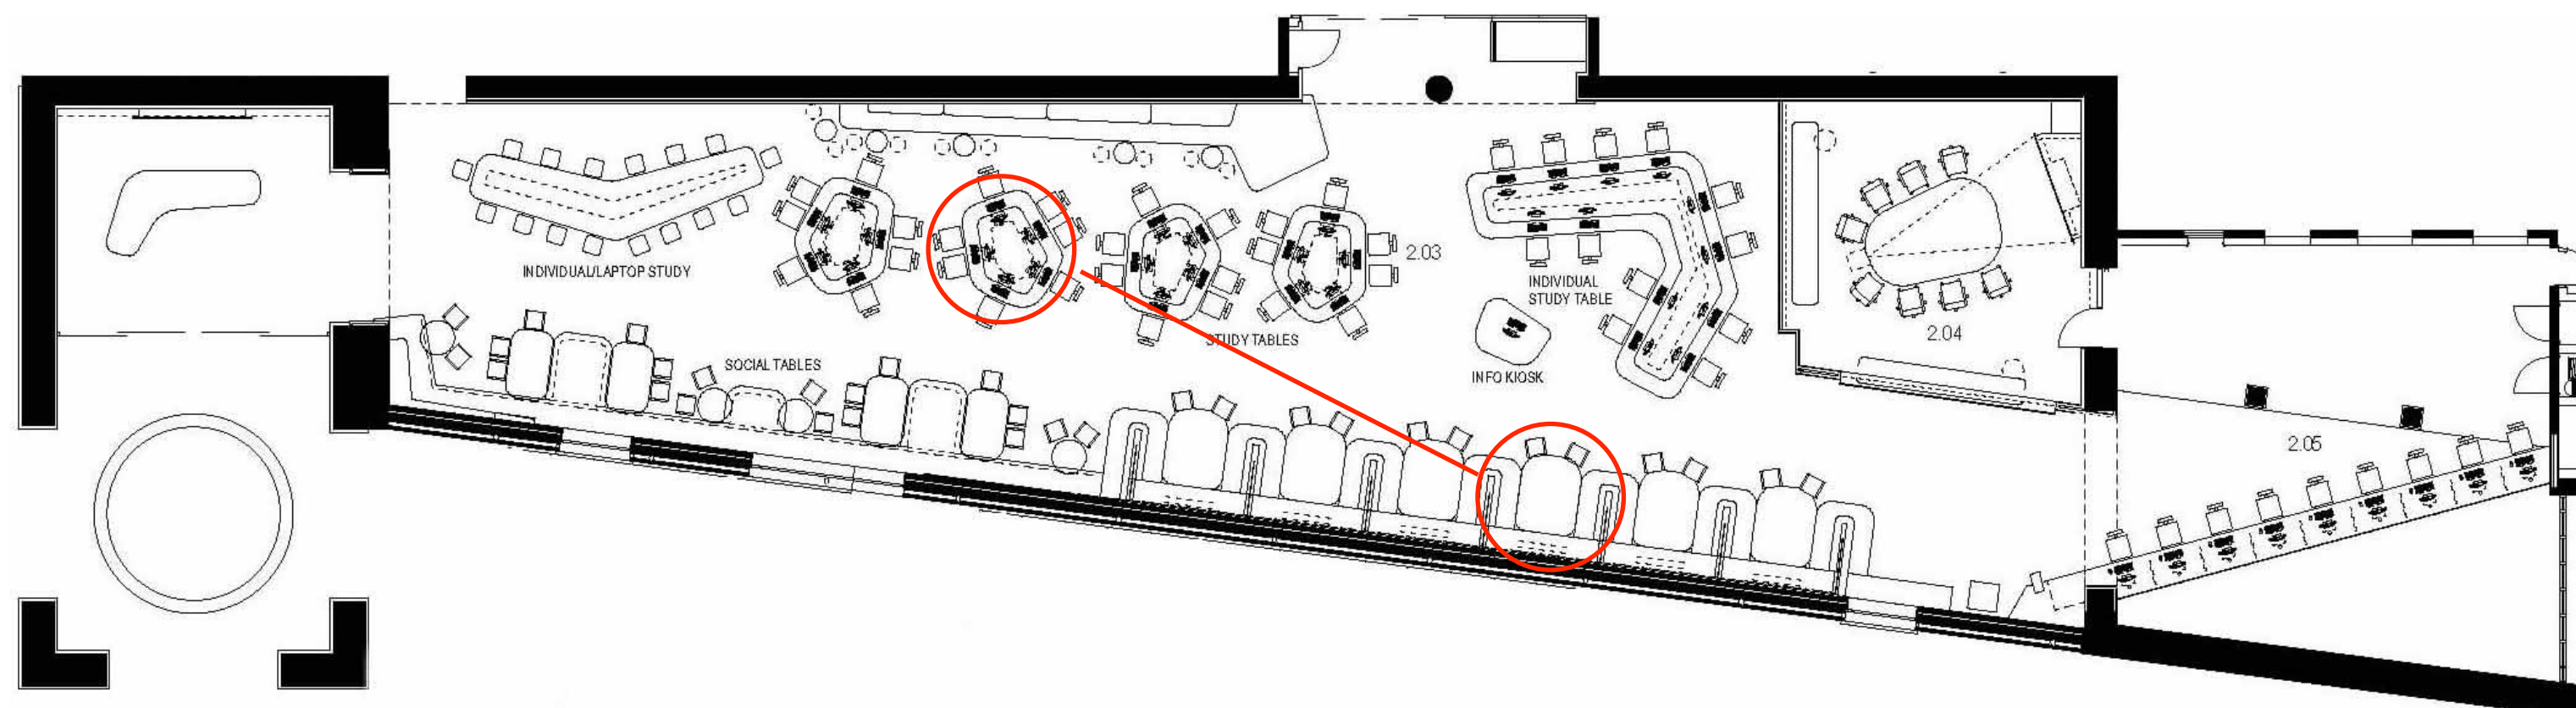 INDIVIDUAL/LAPTOP STUDY
2.03
INDIVIDUAL
STUDY TABLE
STUDY TABLES
2.04
SOCIAL TABLES
INFO KIOSK
2.05